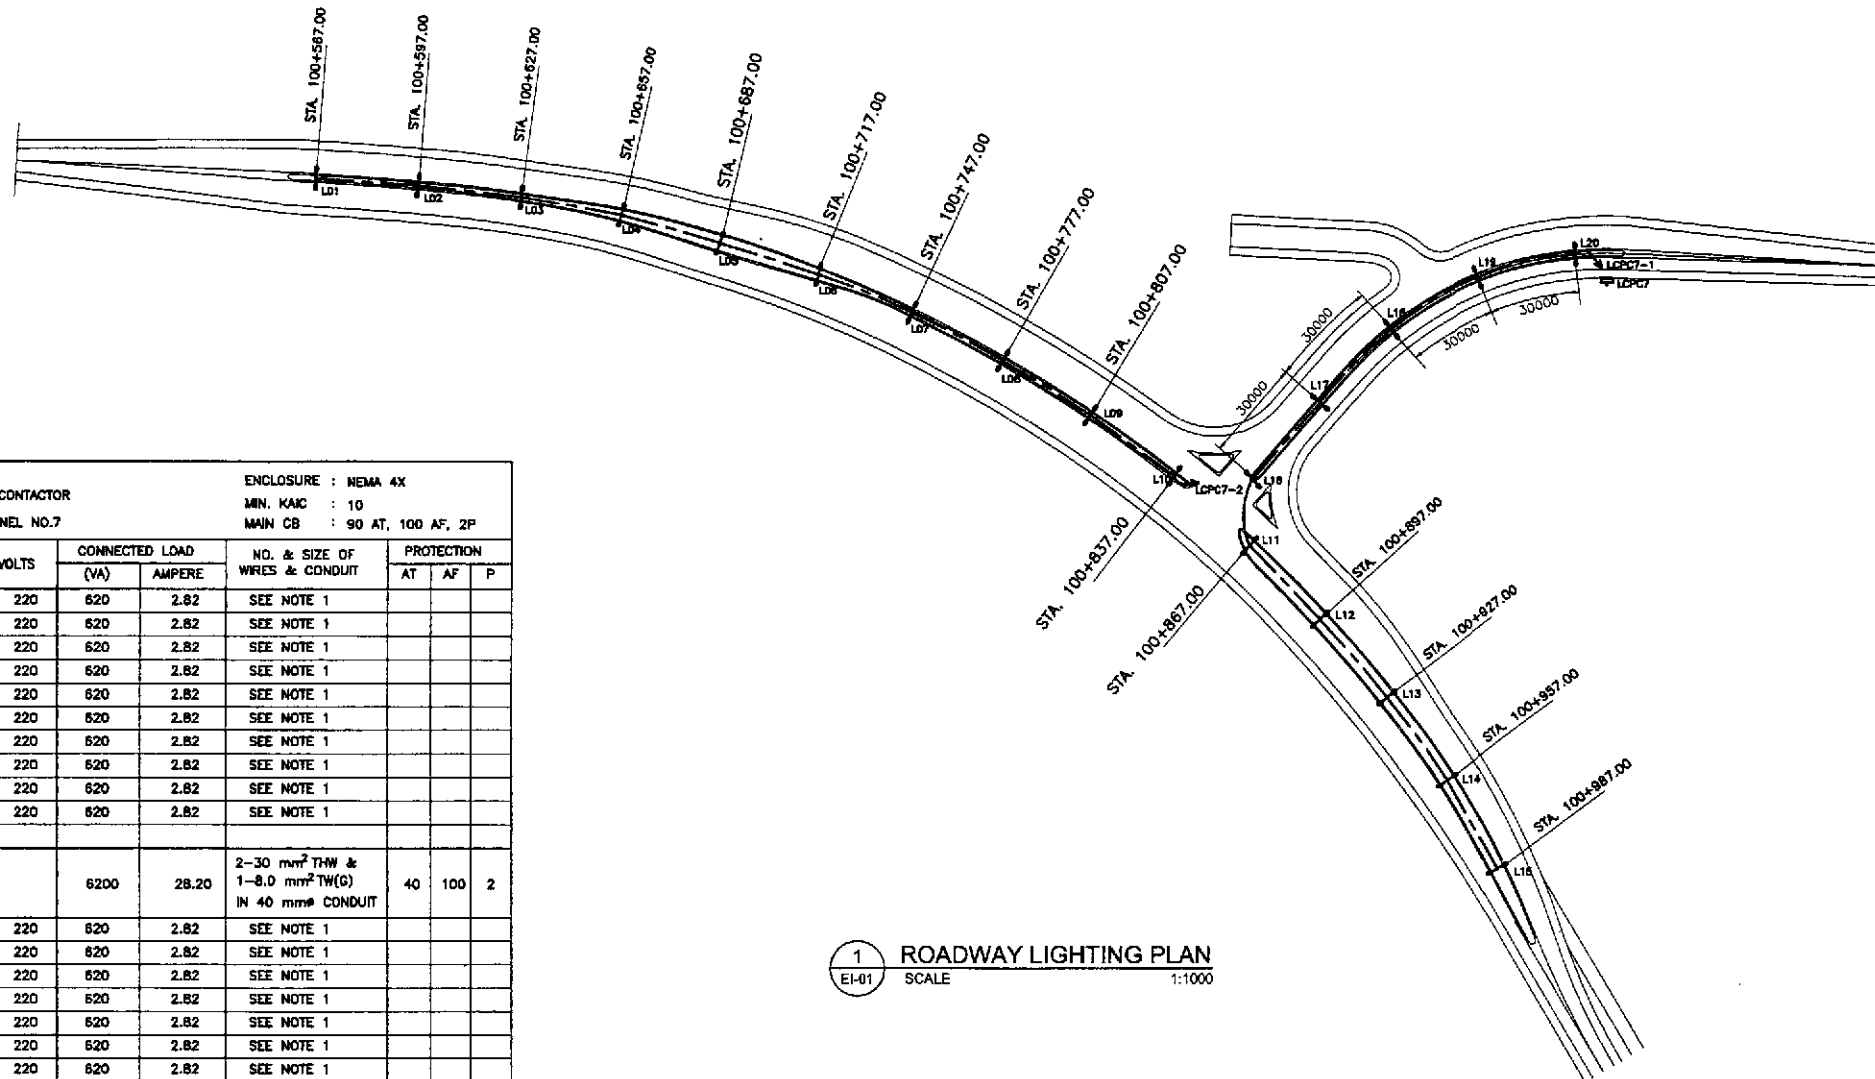 STA. 100+567.00
STA. 100+597.00
STA. 100+627.00
STA. 100+657.00
STA. 100+687.00
STA. 100+717.00
STA. 100+747.00
STA. 100+777.00
STA. 100+807.00
L01
L02
L03
L04
L05
L06
L07
L08
L09
L10
LCPC7-2
STA. 100+837.00
STA. 100+867.00
L20
LCPC7-1
LCPC7
L19
30000
30000
30000
30000
L16
L17
L18
L11
L12
L13
L14
L15
STA. 100+897.00
STA. 100+927.00
STA. 100+957.00
STA. 100+987.00
CONTACTOR
NEL NO.7
ENCLOSURE : NEMA 4X
MIN. KAIC : 10
MAIN CB : 90 AT, 100 AF, 2P
VOLTS CONNECTED LOAD NO. & SIZE OF WIRES & CONDUIT PROTECTION
(VA) AMPERE AT AF P
220 620 2.82 SEE NOTE 1
220 620 2.82 SEE NOTE 1
220 620 2.82 SEE NOTE 1
220 620 2.82 SEE NOTE 1
220 620 2.82 SEE NOTE 1
220 620 2.82 SEE NOTE 1
220 620 2.82 SEE NOTE 1
220 620 2.82 SEE NOTE 1
220 620 2.82 SEE NOTE 1
220 620 2.82 SEE NOTE 1
2-30 mm² THW &
6200 28.20 1-8.0 mm² TW(G) 40 100 2
IN 40 mmø CONDUIT
220 620 2.82 SEE NOTE 1
220 620 2.82 SEE NOTE 1
220 620 2.82 SEE NOTE 1
220 620 2.82 SEE NOTE 1
220 620 2.82 SEE NOTE 1
220 620 2.82 SEE NOTE 1
220 620 2.82 SEE NOTE 1
1 ROADWAY LIGHTING PLAN
EI-01 SCALE 1:1000